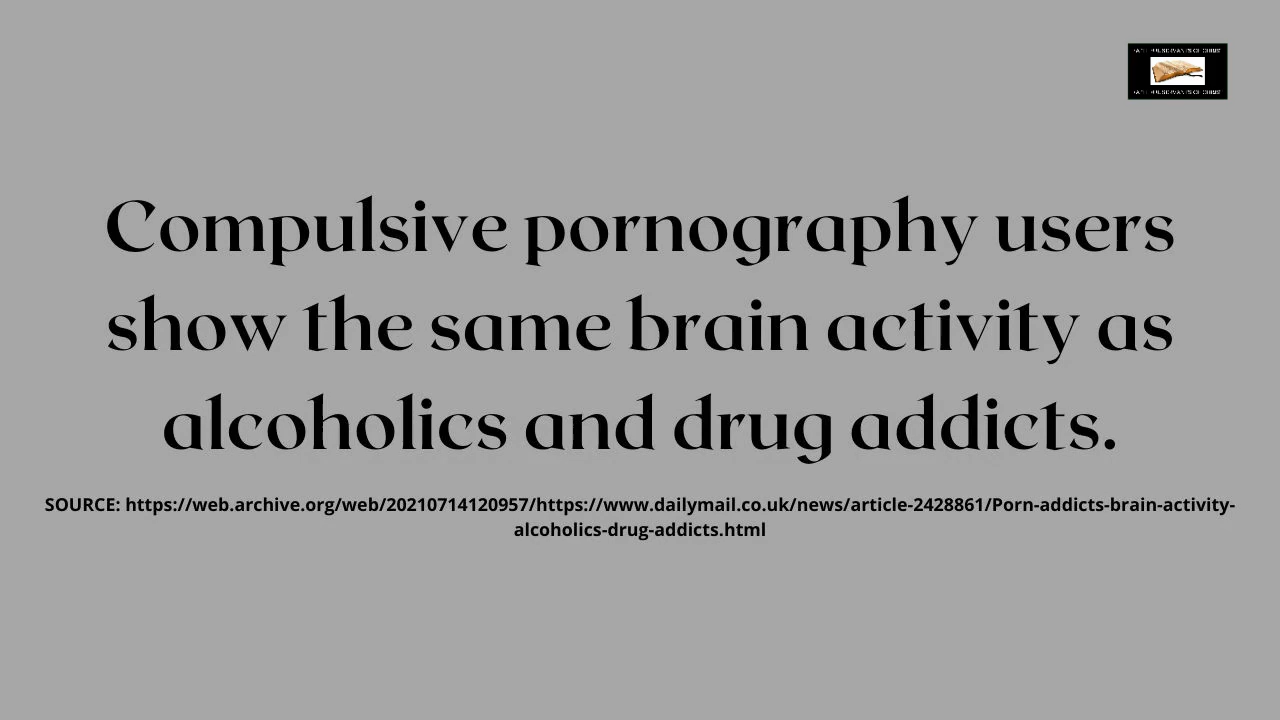 Compulsive pornography users
show the same brain activity as
alcoholics and drug addicts.
SOURCE: https://web.archive.org/web/20210714120957/https://www.dailymail.co.uk/news/article-2428861/Porn-addicts-brain-activity-
alcoholics-drug-addicts.html